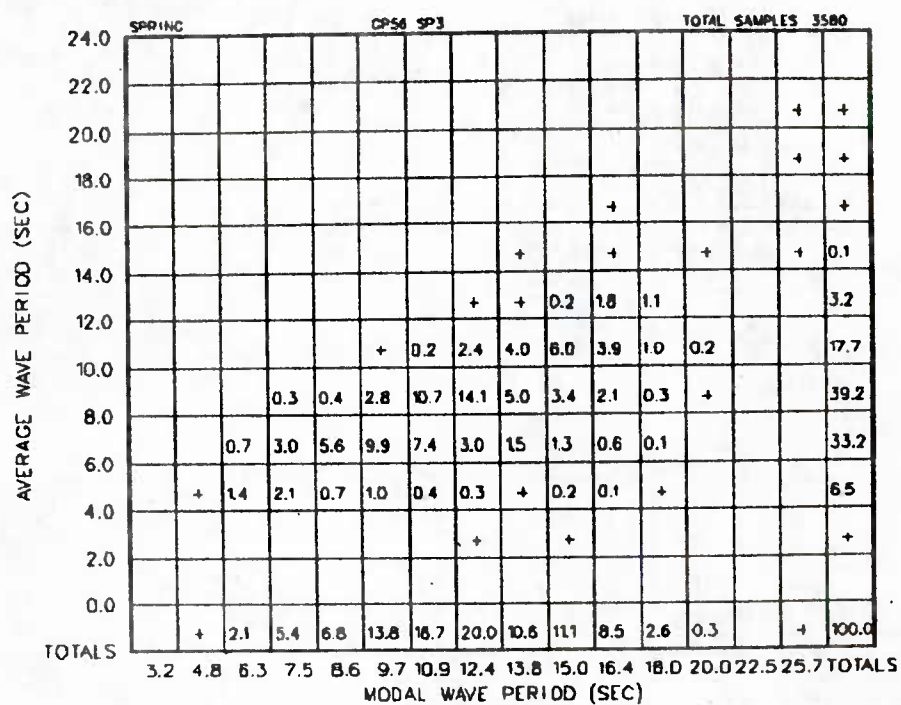 SPRING CP56 SP3 TOTAL SAMPLES 3580
24.0
22.0
+ +
20.0
+ +
18.0
+ +
16.0
+ + + + 0.1
14.0
+ + 0.2 1.8 1.1 3.2
12.0
+ 0.2 2.4 4.0 6.0 3.9 1.0 0.2 17.7
10.0
0.3 0.4 2.8 10.7 14.1 5.0 3.4 2.1 0.3 + 39.2
8.0
0.7 3.0 5.6 9.9 7.4 3.0 1.5 1.3 0.6 0.1 33.2
6.0
+ 1.4 2.1 0.7 1.0 0.4 0.3 + 0.2 0.1 + 6.5
4.0
+ + +
2.0
0.0
+ 2.1 5.4 6.8 13.8 18.7 20.0 10.6 11.1 8.5 2.6 0.3 + 100.0
TOTALS
3.2 4.8 6.3 7.5 8.6 9.7 10.9 12.4 13.8 15.0 16.4 18.0 20.0 22.5 25.7 TOTALS
MODAL WAVE PERIOD (SEC)
AVERAGE WAVE PERIOD (SEC)